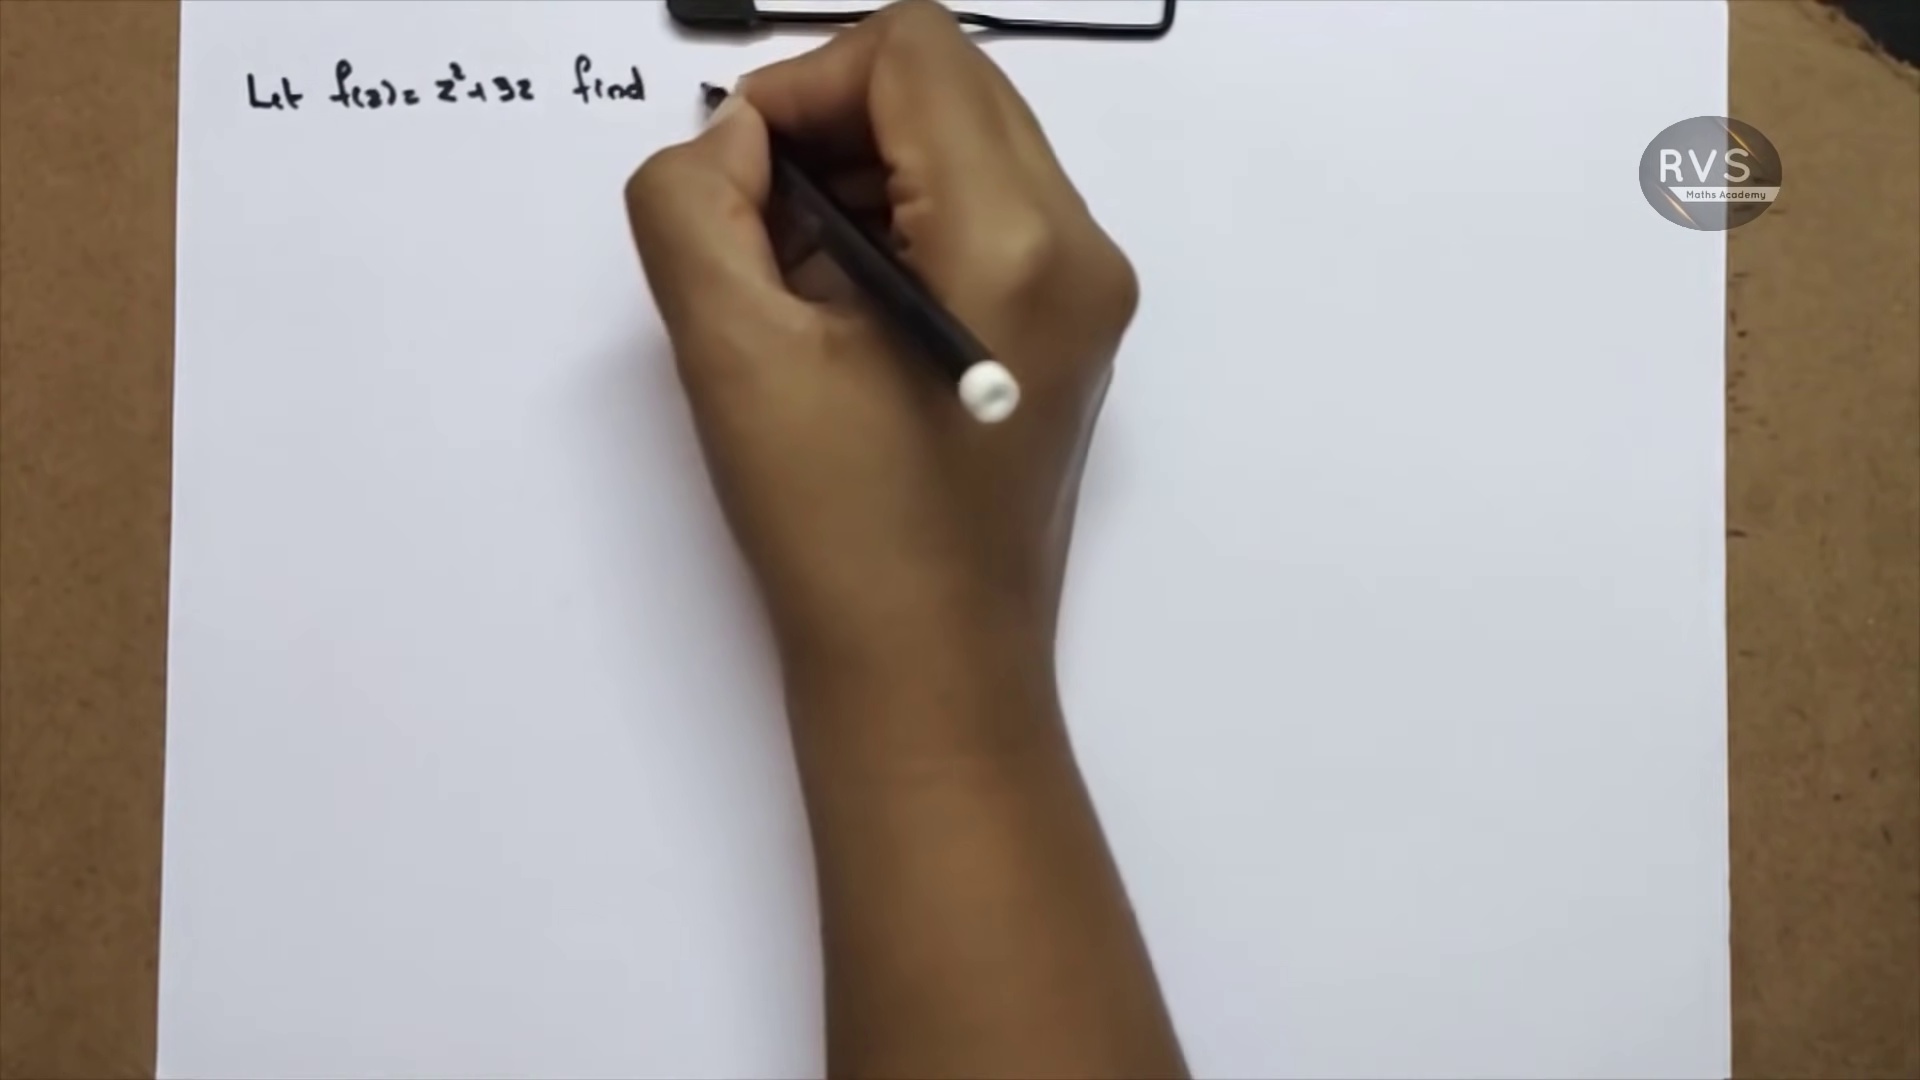 Let f(z) = z²+3z find
RVS
Maths Academy